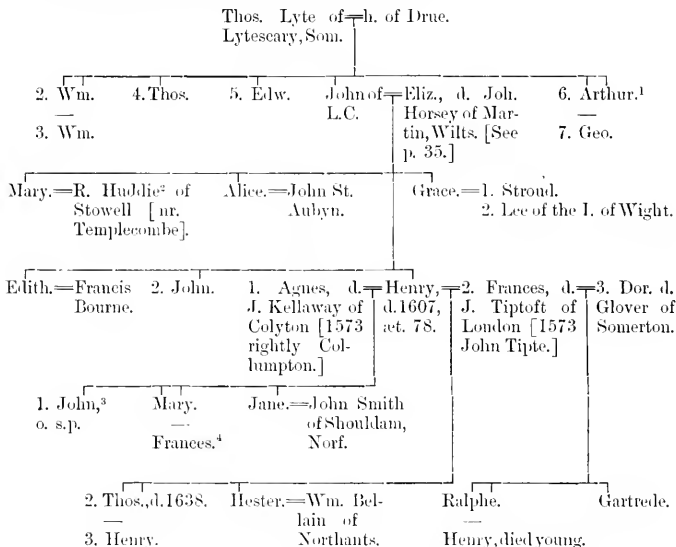 Thos. Lyte of=h. of Drue.
Lytescary, Som.
2. Wm. 4. Thos. 5. Edw. John of=Eliz., d. Joh. 6. Arthur.¹
— L.C. Horsey of Mar- —
3. Wm. tin, Wilts. [See 7. Geo.
p. 35.]
Mary.=R. Huddie² of Alice.=John St. Grace.=1. Stroud.
Stowell [nr. Aubyn. 2. Lee of the I. of Wight.
Templecombe].
Edith.=Francis 2. John. 1. Agnes, d.=Henry,=2. Frances, d.=3. Dor. d.
Bourne. J. Kellaway of d. 1607, J. Tiptoft of Glover of
Colyton [1573 æt. 78. London [1573 Somerton.
rightly Col- John Tipte.]
lumpton.]
1. John,³ Mary. Jane.=John Smith
o. s.p. — of Shouldam,
Frances.⁴ Norf.
2. Thos., d. 1638. Hester.=Wm. Bel- Ralphe. Gartrede.
— lain of —
3. Henry. Northants. Henry, died young.